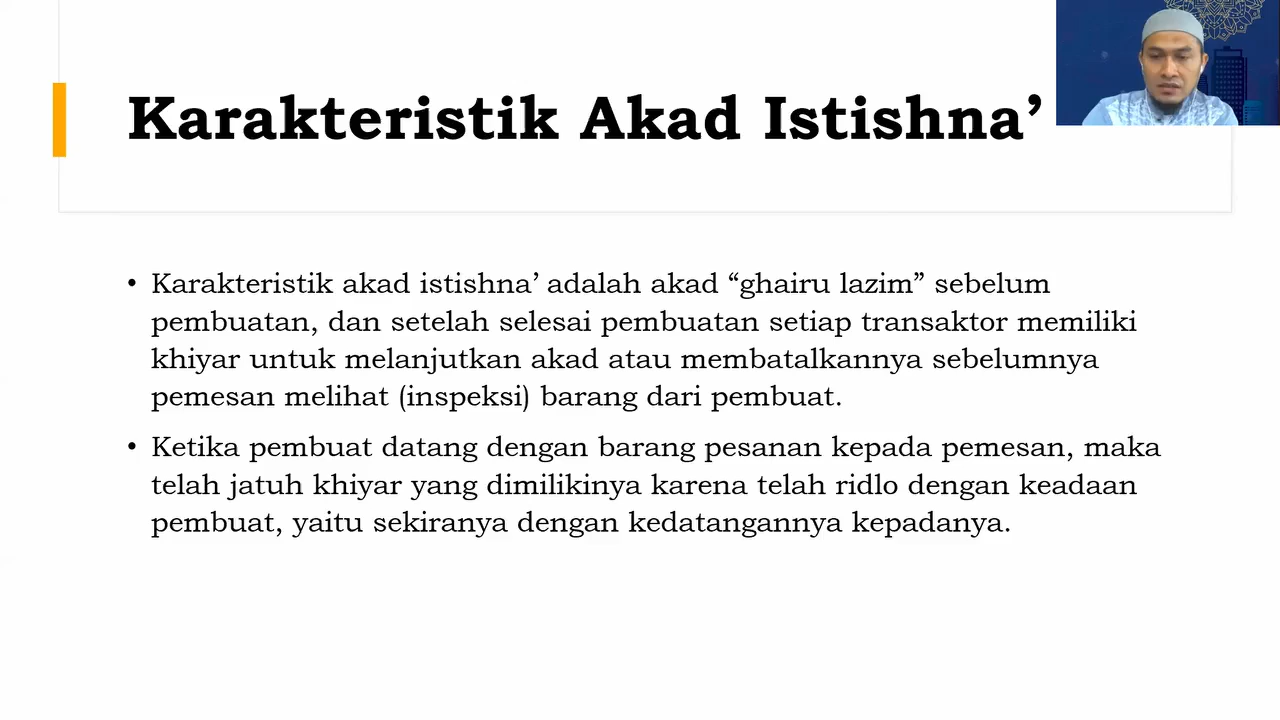 Karakteristik Akad Istishna’
• Karakteristik akad istishna’ adalah akad “ghairu lazim” sebelum
pembuatan, dan setelah selesai pembuatan setiap transaktor memiliki
khiyar untuk melanjutkan akad atau membatalkannya sebelumnya
pemesan melihat (inspeksi) barang dari pembuat.
• Ketika pembuat datang dengan barang pesanan kepada pemesan, maka
telah jatuh khiyar yang dimilikinya karena telah ridlo dengan keadaan
pembuat, yaitu sekiranya dengan kedatangannya kepadanya.